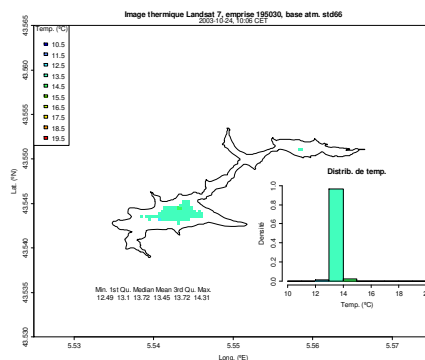 Image thermique Landsat 7, emprise 195030, base atm. std66
2003-10-24, 10:06 CET
Temp. (ºC)
10.5
11.5
12.5
13.5
14.5
15.5
16.5
17.5
18.5
19.5
43.565
43.560
43.555
43.550
43.545
43.540
43.535
43.530
Lat. (ºN)
Distrib. de temp.
Densité
1.0
0.8
0.6
0.4
0.2
0.0
10 12 14 16 18 20
Temp. (ºC)
Min. 1st Qu. Median Mean 3rd Qu. Max.
12.49 13.1 13.72 13.45 13.72 14.31
5.53 5.54 5.55 5.56 5.57
Long. (ºE)